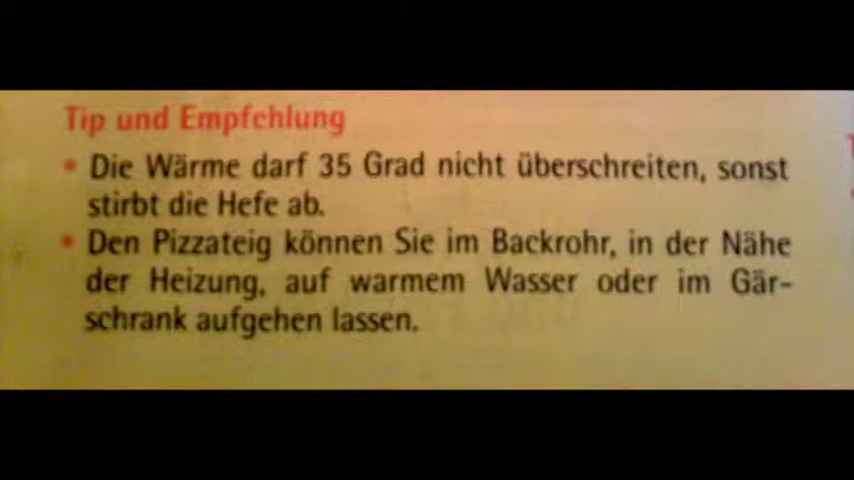 Tip und Empfehlung
• Die Wärme darf 35 Grad nicht überschreiten, sonst
stirbt die Hefe ab.
• Den Pizzateig können Sie im Backrohr, in der Nähe
der Heizung, auf warmem Wasser oder im Gär-
schrank aufgehen lassen.